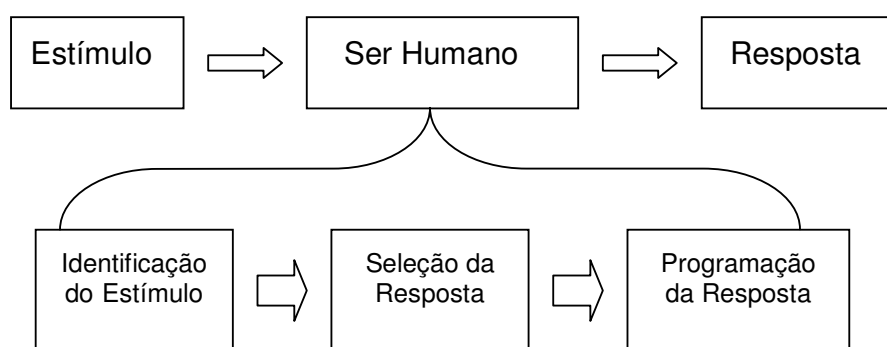 Estímulo
Ser Humano
Resposta
Identificação
do Estímulo
Seleção da
Resposta
Programação
da Resposta